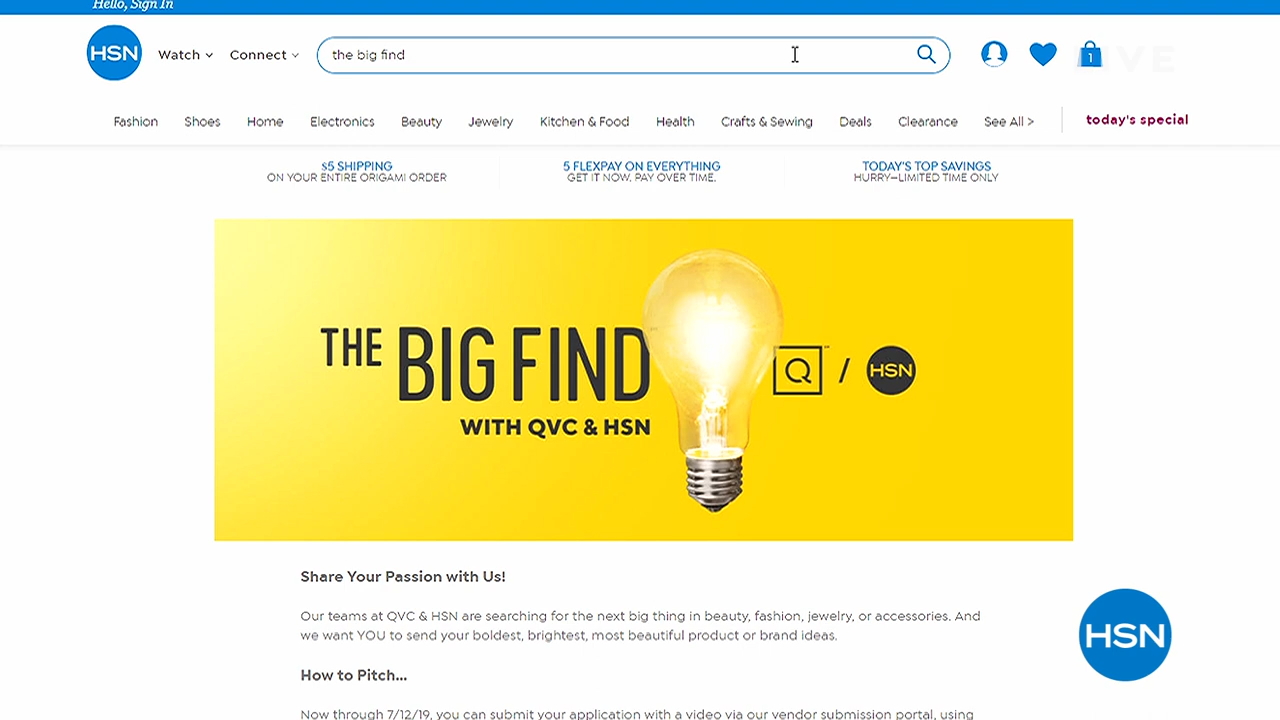 Hello, Sign In
HSN
Watch
Connect
the big find
1
LIVE
Fashion
Shoes
Home
Electronics
Beauty
Jewelry
Kitchen & Food
Health
Crafts & Sewing
Deals
Clearance
See All >
today's special
$5 SHIPPING
ON YOUR ENTIRE ORIGAMI ORDER
5 FLEXPAY ON EVERYTHING
GET IT NOW. PAY OVER TIME.
TODAY'S TOP SAVINGS
HURRY—LIMITED TIME ONLY
THE BIG FIND
WITH QVC & HSN
Q / HSN
Share Your Passion with Us!
Our teams at QVC & HSN are searching for the next big thing in beauty, fashion, jewelry, or accessories. And
we want YOU to send your boldest, brightest, most beautiful product or brand ideas.
How to Pitch...
Now through 7/12/19, you can submit your application with a video via our vendor submission portal, using
HSN